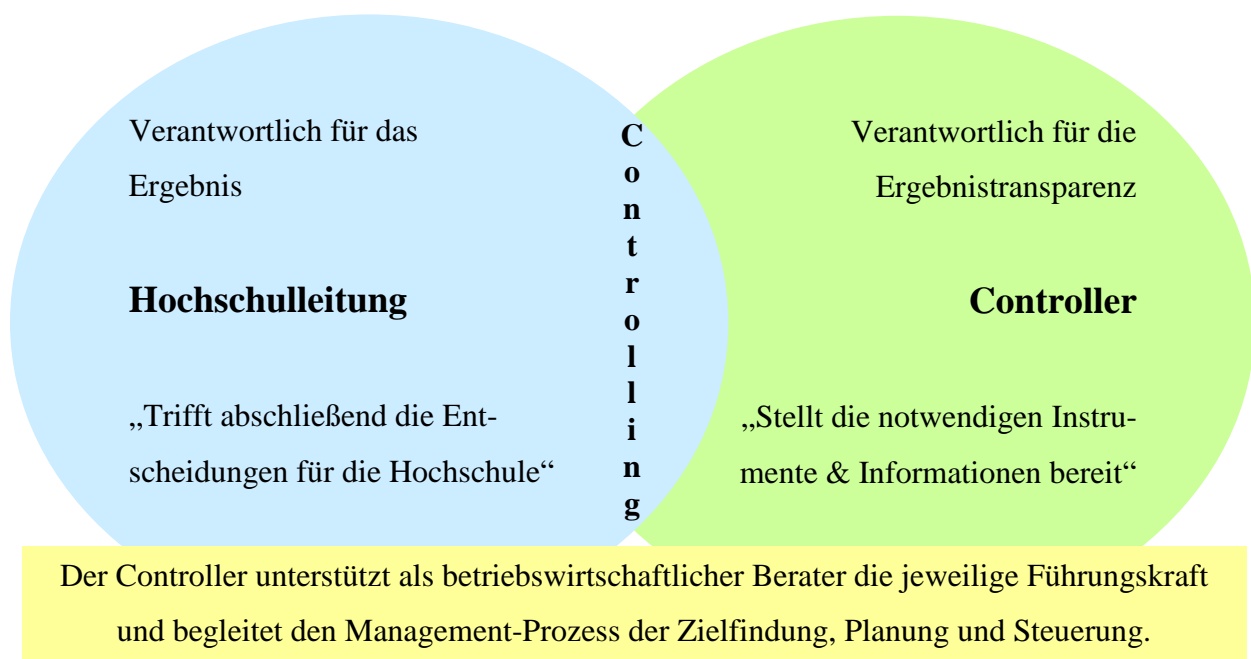 Verantwortlich für das
Ergebnis
Hochschulleitung
„Trifft abschließend die Ent-
scheidungen für die Hochschule“
Controlling
Verantwortlich für die
Ergebnistransparenz
Controller
„Stellt die notwendigen Instru-
mente & Informationen bereit“
Der Controller unterstützt als betriebswirtschaftlicher Berater die jeweilige Führungskraft
und begleitet den Management-Prozess der Zielfindung, Planung und Steuerung.